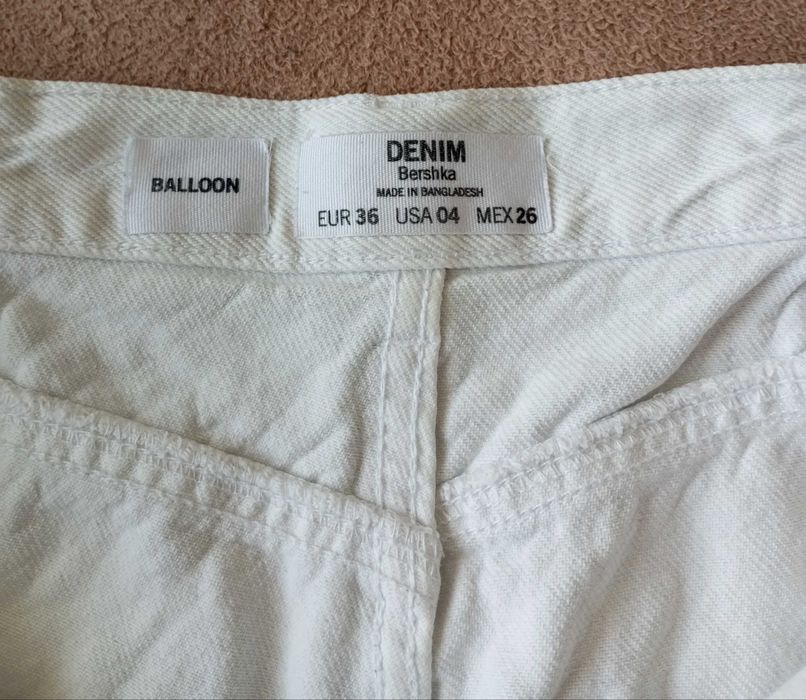 BALLOON
DENIM
Bershka
MADE IN BANGLADESH
EUR 36 USA 04 MEX 26